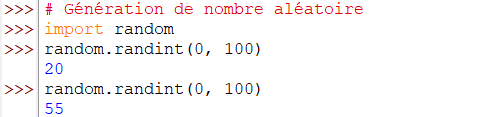 >>> # Génération de nombre aléatoire
>>> import random
>>> random.randint(0, 100)
20
>>> random.randint(0, 100)
55